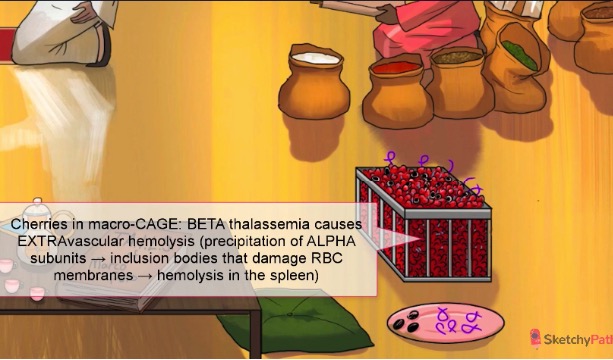 Cherries in macro-CAGE: BETA thalassemia causes
EXTRAvascular hemolysis (precipitation of ALPHA
subunits → inclusion bodies that damage RBC
membranes → hemolysis in the spleen)
SketchyPath